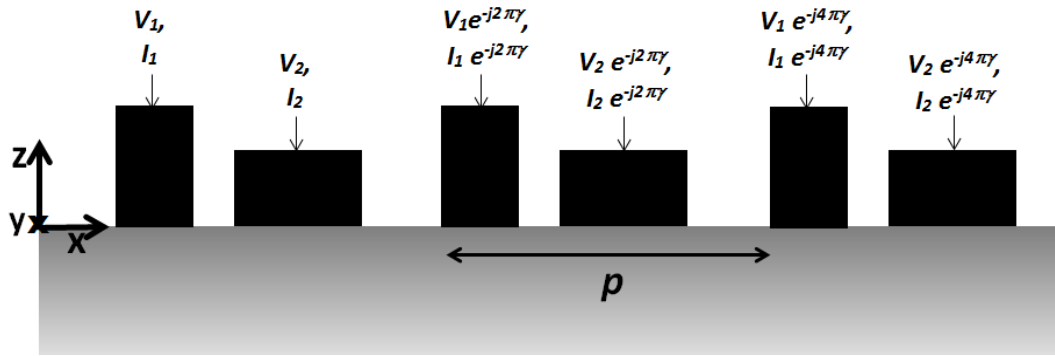 V₁,
I₁
V₂,
I₂
V₁e⁻ʲ²πγ,
I₁ e⁻ʲ²πγ
V₂ e⁻ʲ²πγ,
I₂ e⁻ʲ²πγ
V₁ e⁻ʲ⁴πγ,
I₁ e⁻ʲ⁴πγ
V₂ e⁻ʲ⁴πγ,
I₂ e⁻ʲ⁴πγ
z
y
x
p